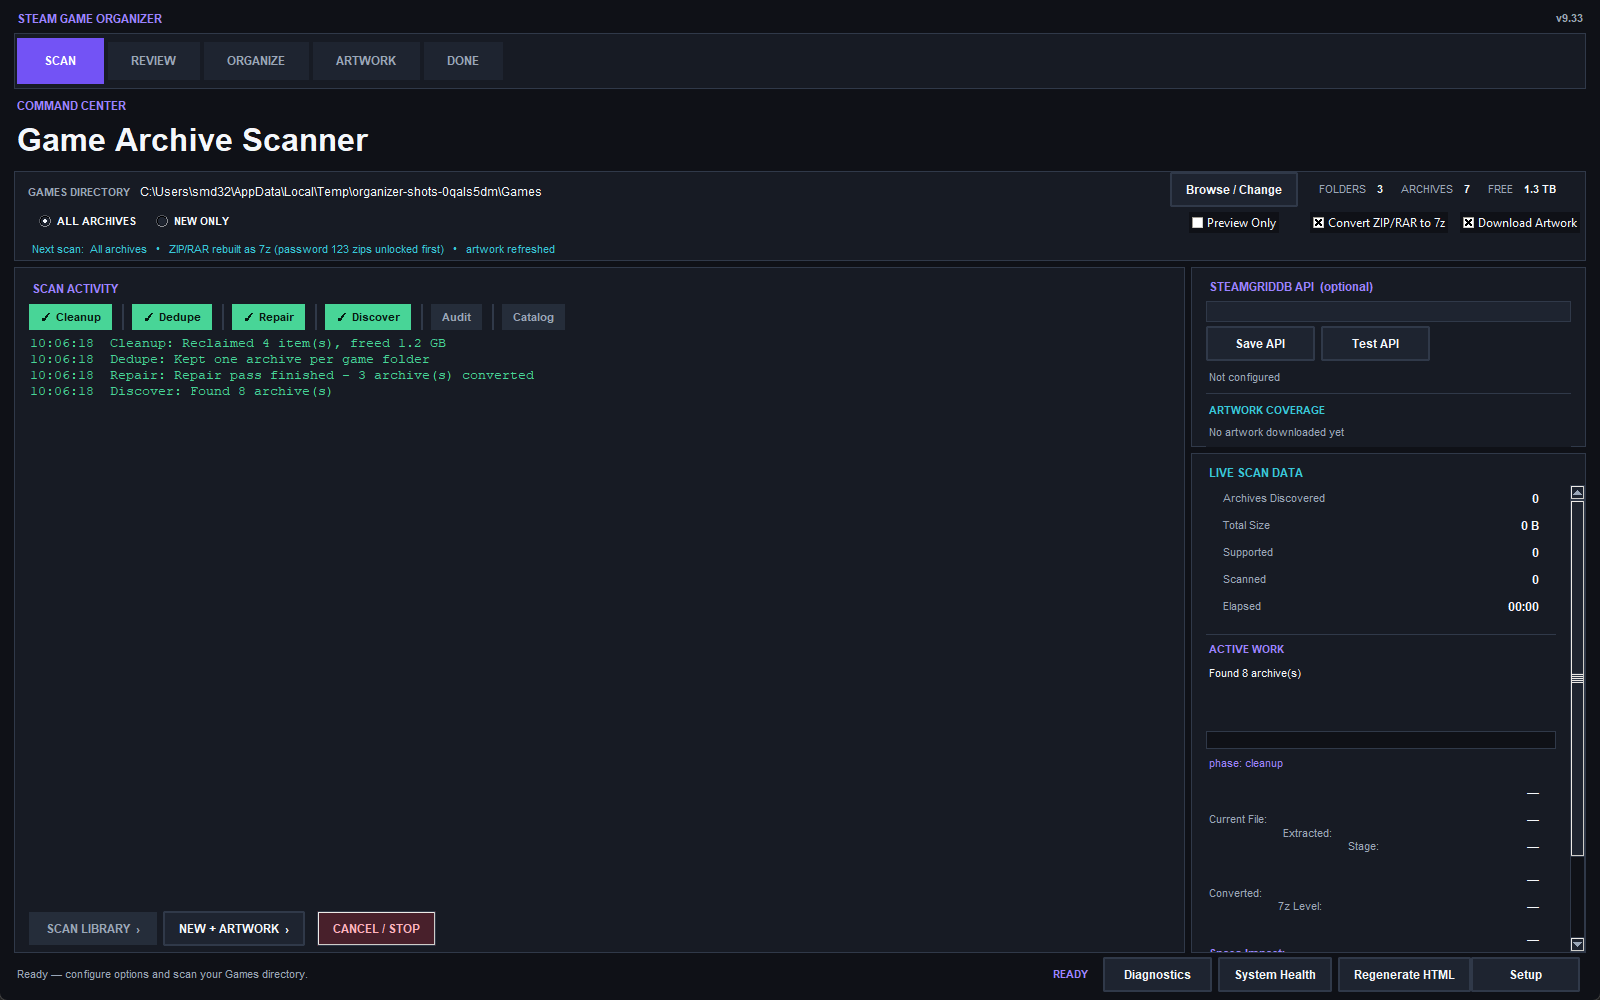 STEAM GAME ORGANIZER
v9.33
SCAN
REVIEW
ORGANIZE
ARTWORK
DONE
COMMAND CENTER
Game Archive Scanner
GAMES DIRECTORY C:\Users\smd32\AppData\Local\Temp\organizer-shots-0qals5dm\Games
Browse / Change
FOLDERS 3 ARCHIVES 7 FREE 1.3 TB
ALL ARCHIVES NEW ONLY
Preview Only Convert ZIP/RAR to 7z Download Artwork
Next scan: All archives • ZIP/RAR rebuilt as 7z (password 123 zips unlocked first) • artwork refreshed
SCAN ACTIVITY
✓ Cleanup ✓ Dedupe ✓ Repair ✓ Discover Audit Catalog
10:06:18 Cleanup: Reclaimed 4 item(s), freed 1.2 GB
10:06:18 Dedupe: Kept one archive per game folder
10:06:18 Repair: Repair pass finished - 3 archive(s) converted
10:06:18 Discover: Found 8 archive(s)
SCAN LIBRARY ›
NEW + ARTWORK ›
CANCEL / STOP
STEAMGRIDDB API (optional)
Save API
Test API
Not configured
ARTWORK COVERAGE
No artwork downloaded yet
LIVE SCAN DATA
Archives Discovered 0
Total Size 0 B
Supported 0
Scanned 0
Elapsed 00:00
ACTIVE WORK
Found 8 archive(s)
phase: cleanup
—
Current File: —
Extracted:
Stage: —
—
Converted:
7z Level: —
—
Space Impact:
Ready — configure options and scan your Games directory.
READY
Diagnostics
System Health
Regenerate HTML
Setup